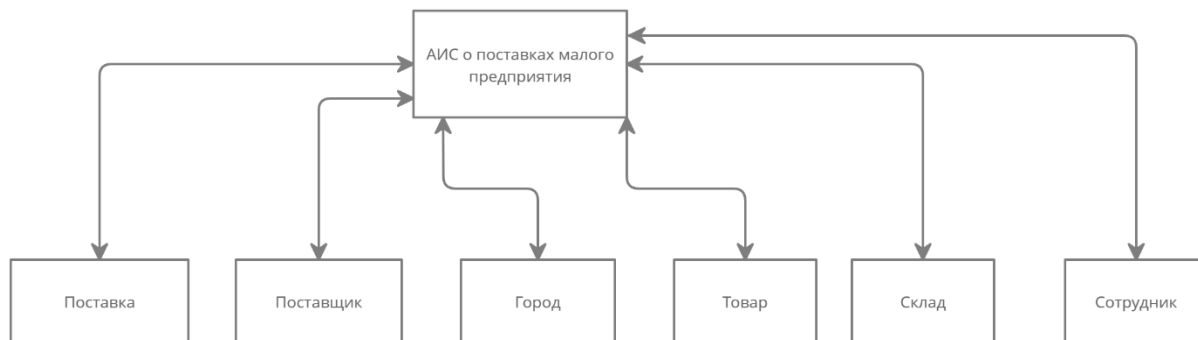 АИС о поставках малого
предприятия
Поставка
Поставщик
Город
Товар
Склад
Сотрудник